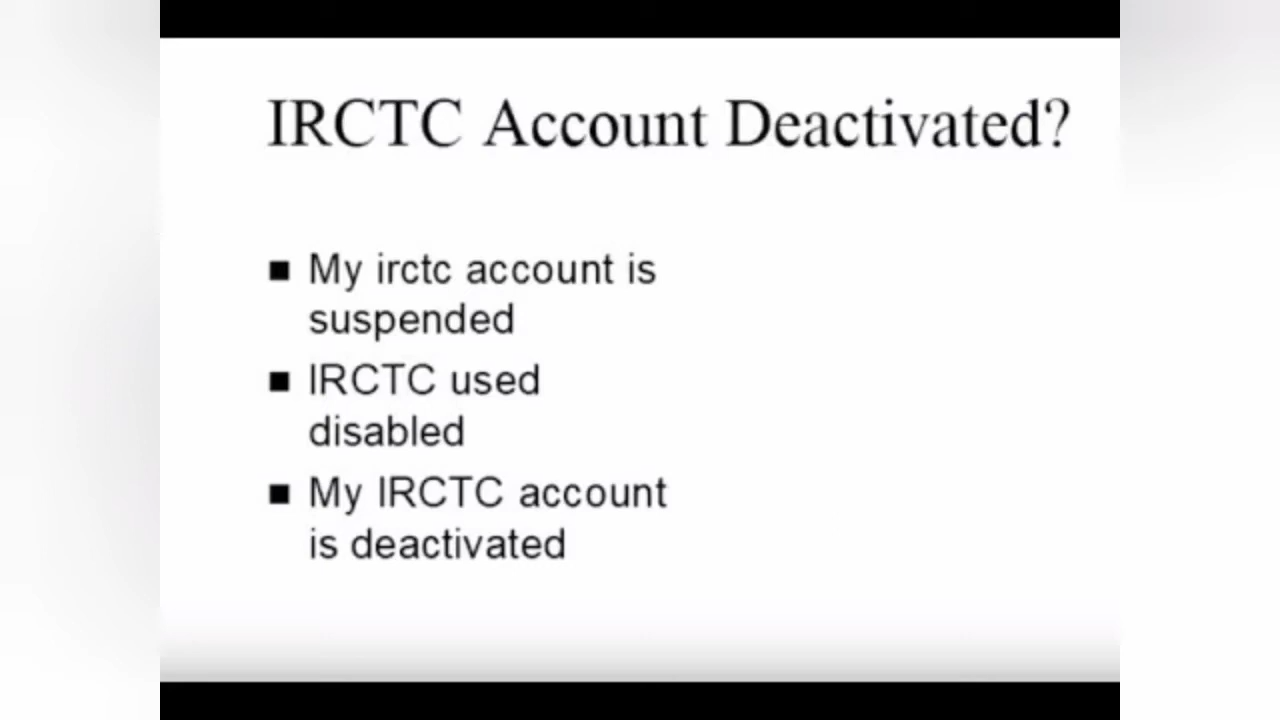 IRCTC Account Deactivated?
■ My irctc account is
suspended
■ IRCTC used
disabled
■ My IRCTC account
is deactivated